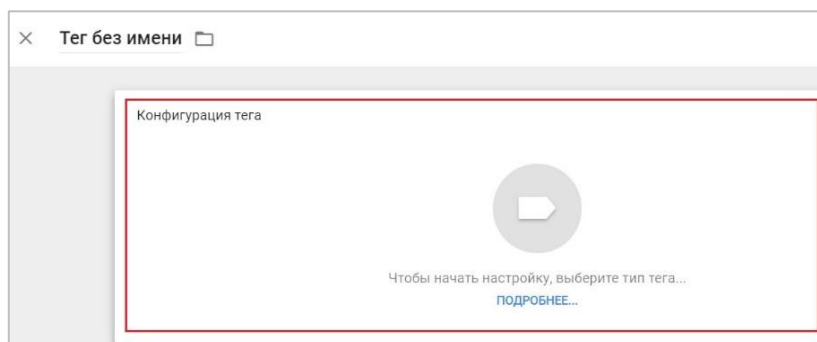 Тег без имени
Конфигурация тега
Чтобы начать настройку, выберите тип тега...
ПОДРОБНЕЕ...